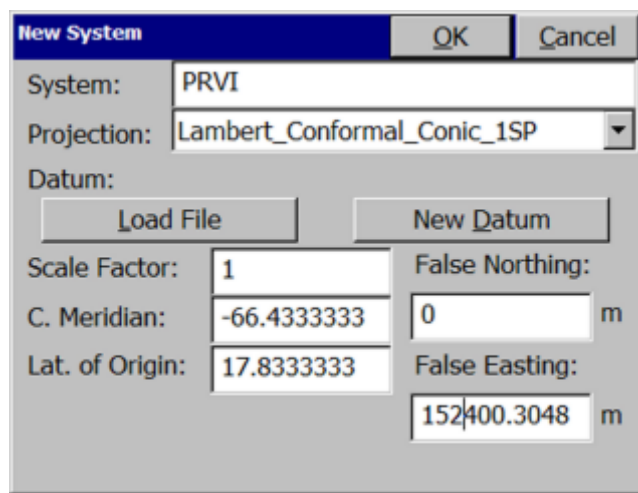 New System OK Cancel
System: PRVI
Projection: Lambert_Conformal_Conic_1SP
Datum:
Load File New Datum
Scale Factor: 1 False Northing:
C. Meridian: -66.4333333 0 m
Lat. of Origin: 17.8333333 False Easting:
152400.3048 m